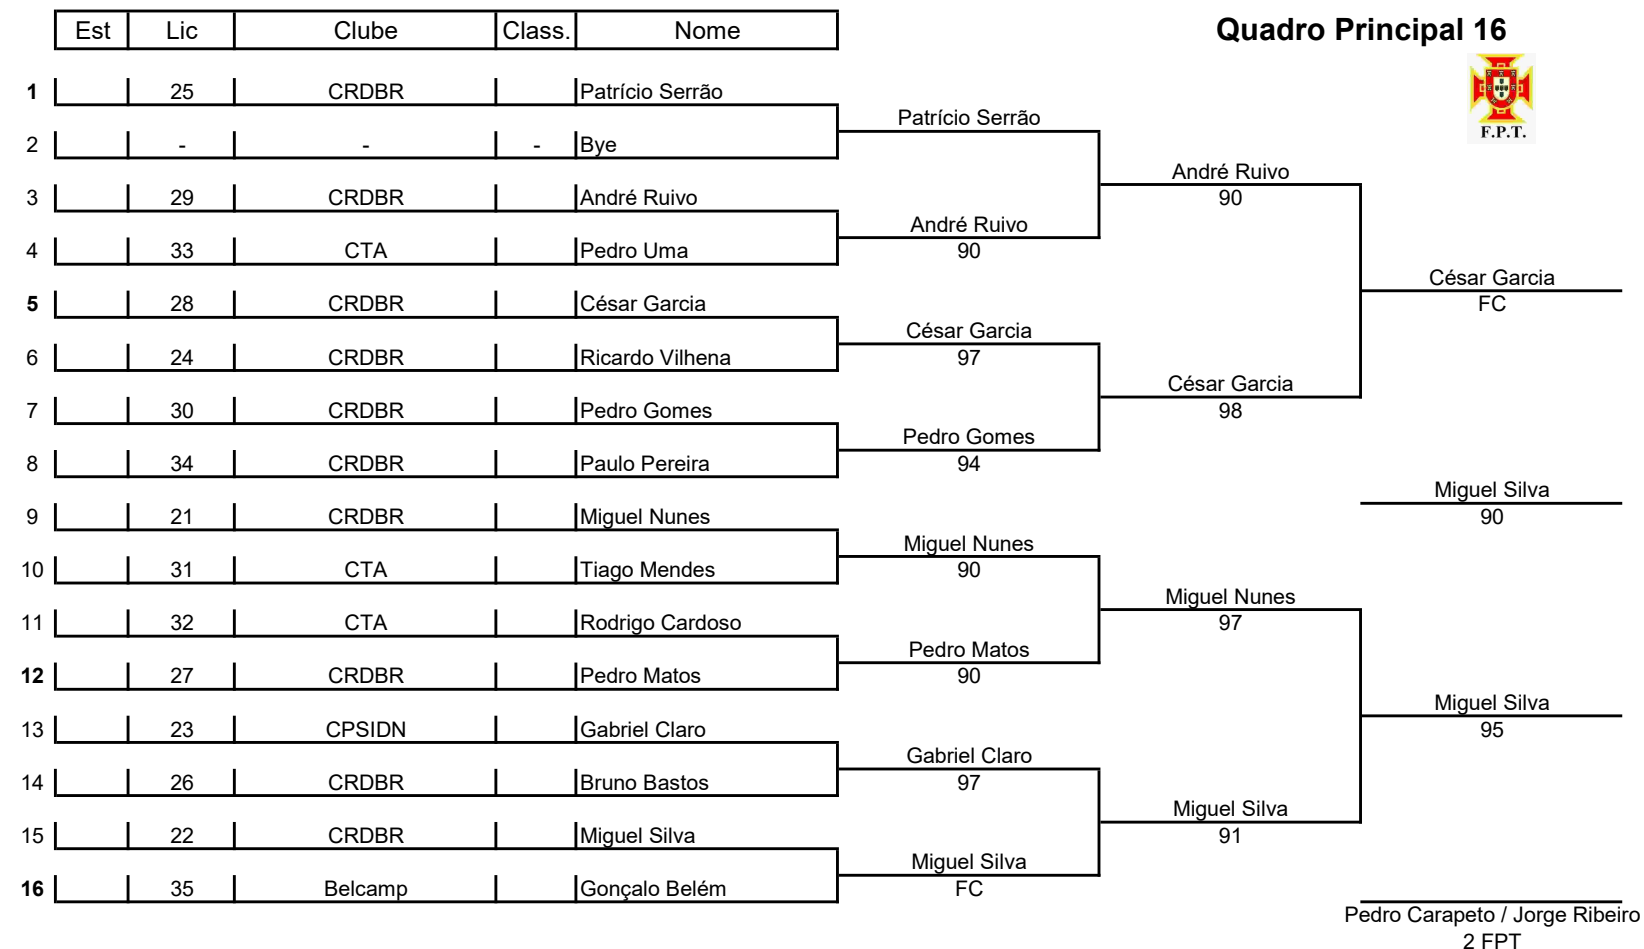 Est Lic Clube Class. Nome
Quadro Principal 16
F.P.T.
1 25 CRDBR Patrício Serrão
Patrício Serrão
2 - - - Bye
André Ruivo
3 29 CRDBR André Ruivo
90
André Ruivo
4 33 CTA Pedro Uma
90
César Garcia
5 28 CRDBR César Garcia
FC
César Garcia
6 24 CRDBR Ricardo Vilhena
97
César Garcia
7 30 CRDBR Pedro Gomes
98
Pedro Gomes
8 34 CRDBR Paulo Pereira
94
Miguel Silva
9 21 CRDBR Miguel Nunes
90
Miguel Nunes
10 31 CTA Tiago Mendes
90
Miguel Nunes
11 32 CTA Rodrigo Cardoso
97
Pedro Matos
12 27 CRDBR Pedro Matos
90
Miguel Silva
13 23 CPSIDN Gabriel Claro
95
Gabriel Claro
14 26 CRDBR Bruno Bastos
97
Miguel Silva
15 22 CRDBR Miguel Silva
91
Miguel Silva
16 35 Belcamp Gonçalo Belém
FC
Pedro Carapeto / Jorge Ribeiro
2 FPT